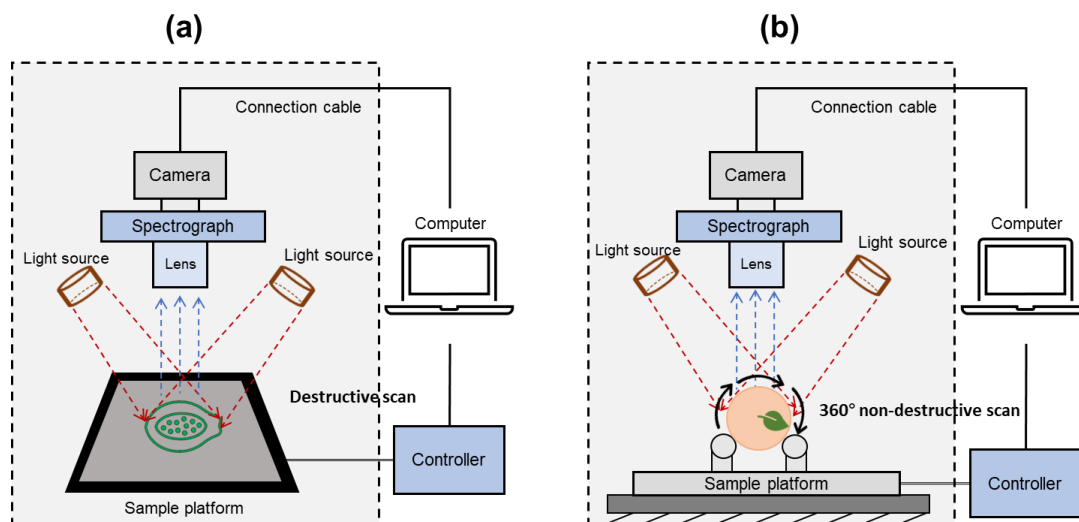 (a)
Connection cable
Camera
Spectrograph
Computer
Light source
Light source
Lens
Destructive scan
Controller
Sample platform
(b)
Connection cable
Camera
Spectrograph
Computer
Light source
Light source
Lens
360° non-destructive scan
Controller
Sample platform